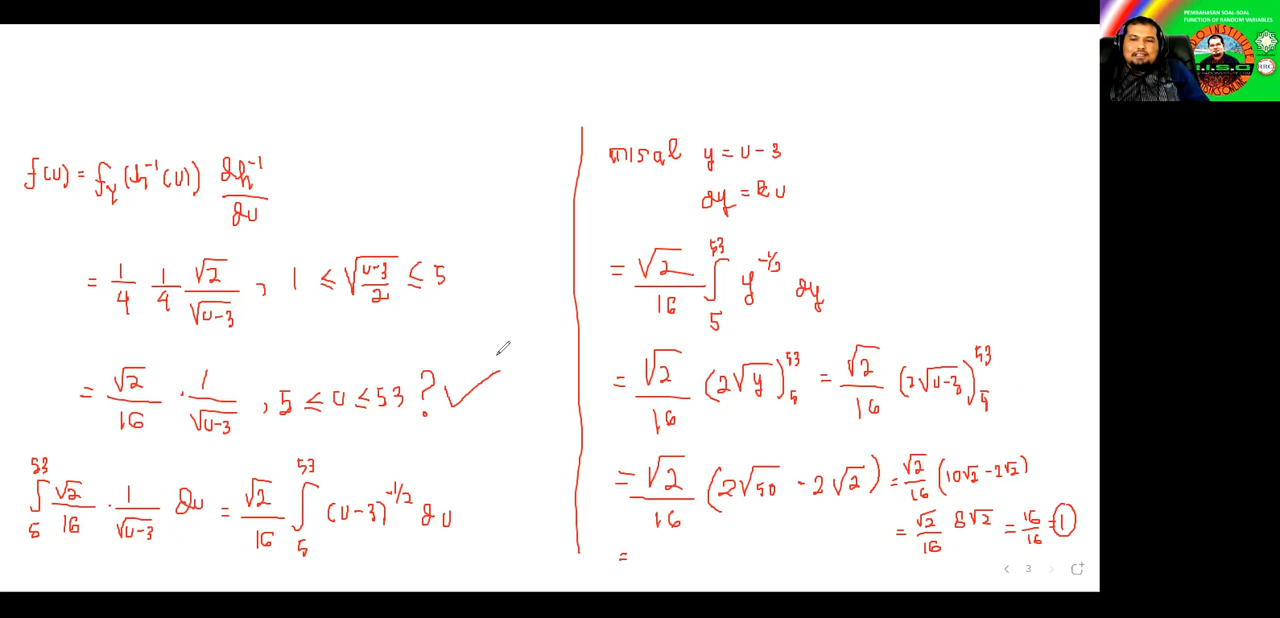 f(u) = f_Y(h⁻¹(u)) dh⁻¹/du
= 1/4 1/4 √2/√(u-3) , 1 ≤ √((u-3)/2) ≤ 5
= √2/16 · 1/√(u-3) , 5 ≤ u ≤ 53 ? ✓
∫₅⁵³ √2/16 · 1/√(u-3) du = √2/16 ∫₅⁵³ (u-3)^(-1/2) du
misal y = u - 3
dy = du
= √2/16 ∫₅⁵³ y^(-1/2) dy
= √2/16 (2√y)₅⁵³ = √2/16 (2√(u-3))₅⁵³
= √2/16 (2√50 - 2√2) = √2/16 (10√2 - 2√2)
= √2/16 8√2 = 16/16 = 1
=
3
PEMBAHASAN SOAL-SOAL
FUNCTION OF RANDOM VARIABLES